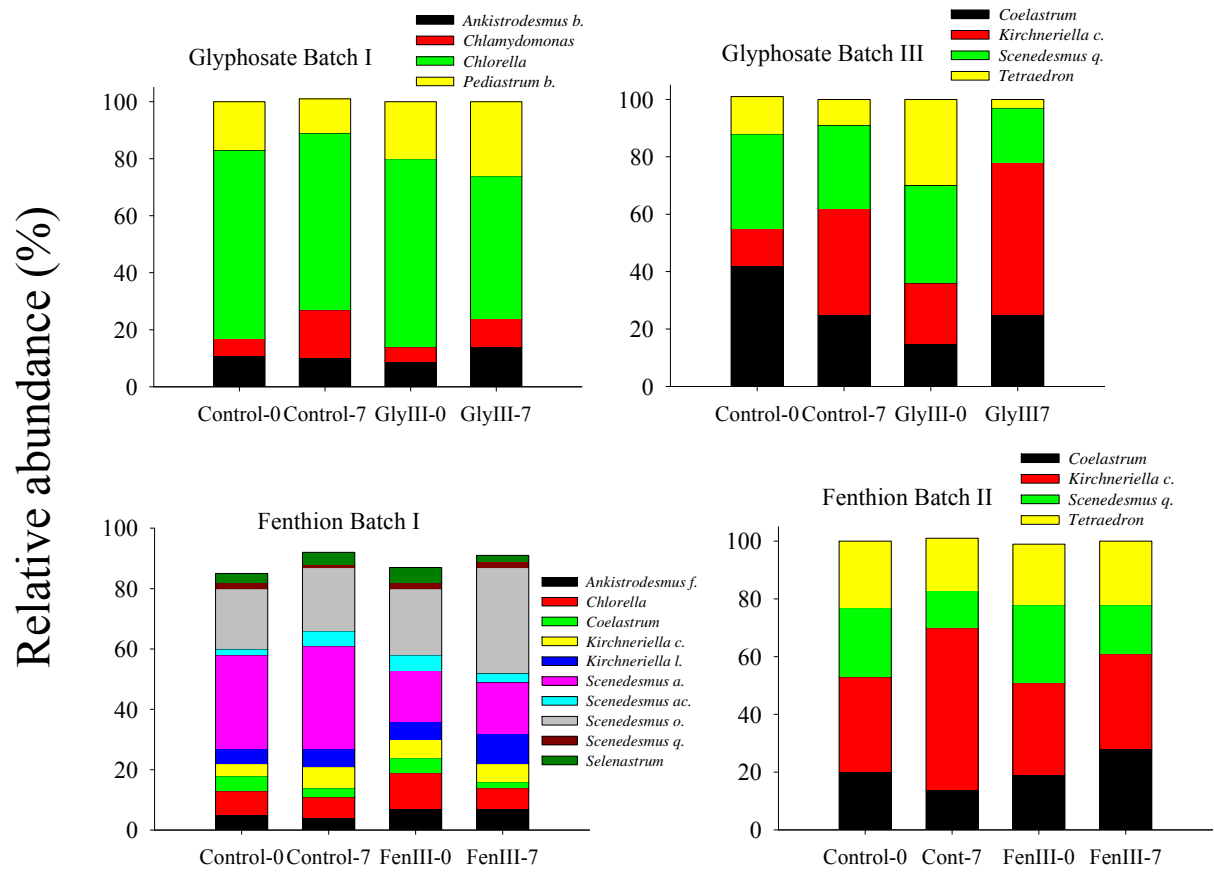 Relative abundance (%)
Glyphosate Batch I
Ankistrodesmus b.
Chlamydomonas
Chlorella
Pediastrum b.
100
80
60
40
20
0
Control-0 Control-7 GlyIII-0 GlyIII-7
Glyphosate Batch III
Coelastrum
Kirchneriella c.
Scenedesmus q.
Tetraedron
100
80
60
40
20
0
Control-0 Control-7 GlyIII-0 GlyIII7
Fenthion Batch I
100
80
60
40
20
0
Ankistrodesmus f.
Chlorella
Coelastrum
Kirchneriella c.
Kirchneriella l.
Scenedesmus a.
Scenedesmus ac.
Scenedesmus o.
Scenedesmus q.
Selenastrum
Control-0 Control-7 FenIII-0 FenIII-7
Fenthion Batch II
Coelastrum
Kirchneriella c.
Scenedesmus q.
Tetraedron
100
80
60
40
20
0
Control-0 Cont-7 FenIII-0 FenIII-7